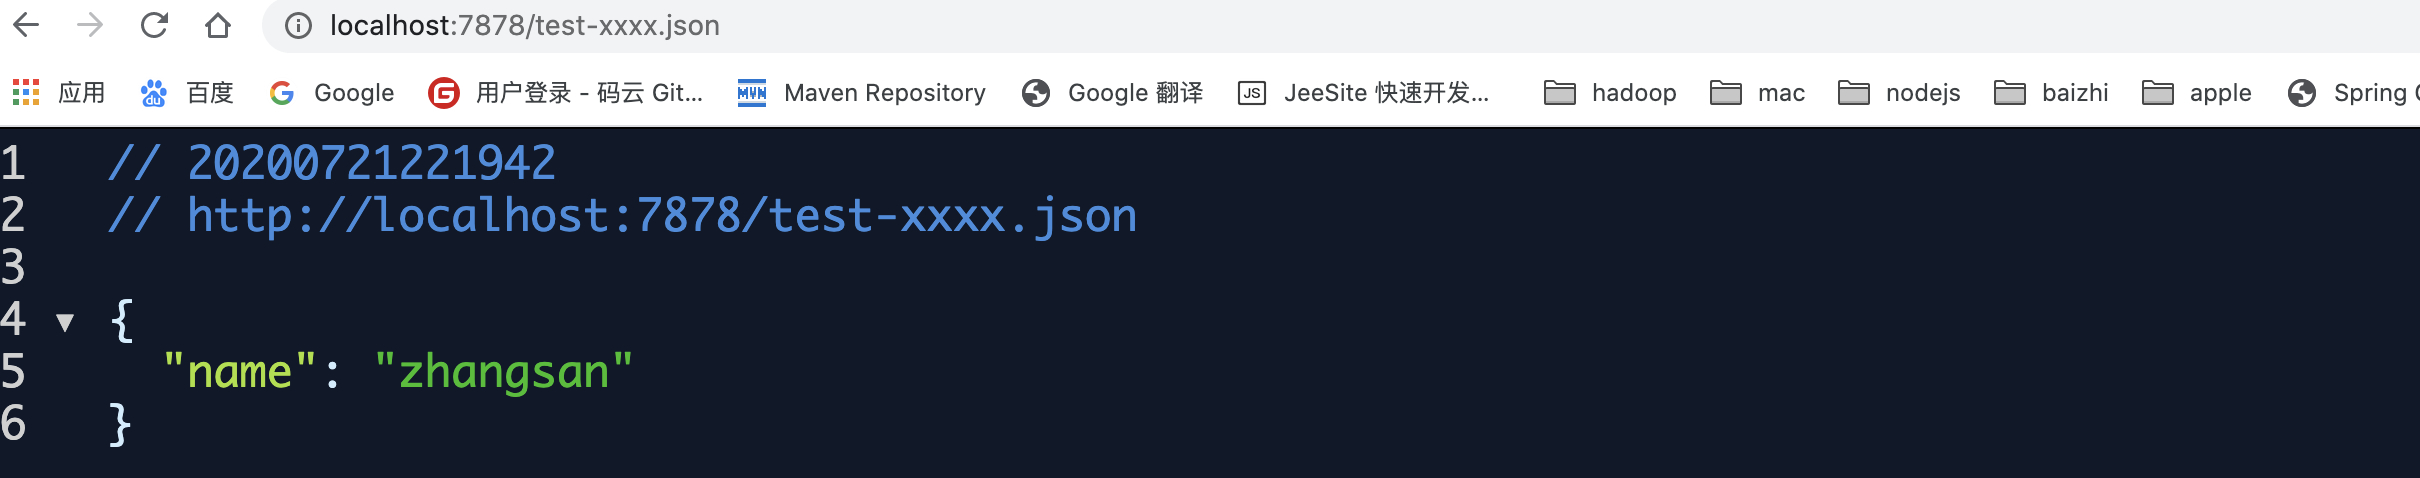 localhost:7878/test-xxxx.json
应用 百度 Google 用户登录 - 码云 Git... Maven Repository Google 翻译 JeeSite 快速开发... hadoop mac nodejs baizhi apple Spring
1 // 20200721221942
2 // http://localhost:7878/test-xxxx.json
3
4 ▼ {
5 "name": "zhangsan"
6 }